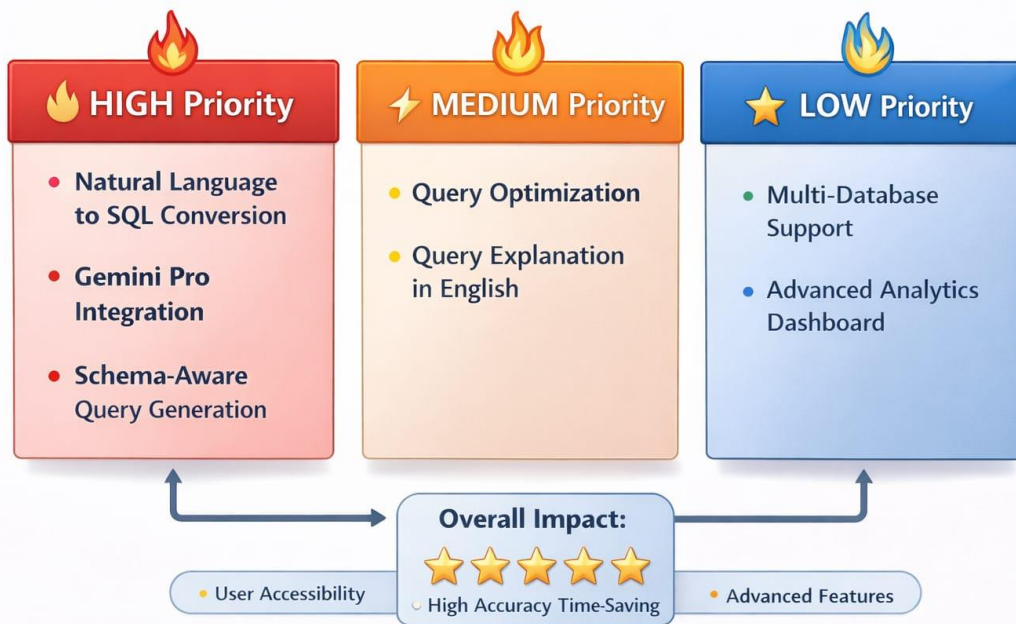 HIGH Priority
Natural Language
to SQL Conversion
Gemini Pro
Integration
Schema-Aware
Query Generation
MEDIUM Priority
Query Optimization
Query Explanation
in English
LOW Priority
Multi-Database
Support
Advanced Analytics
Dashboard
Overall Impact:
User Accessibility
High Accuracy Time-Saving
Advanced Features